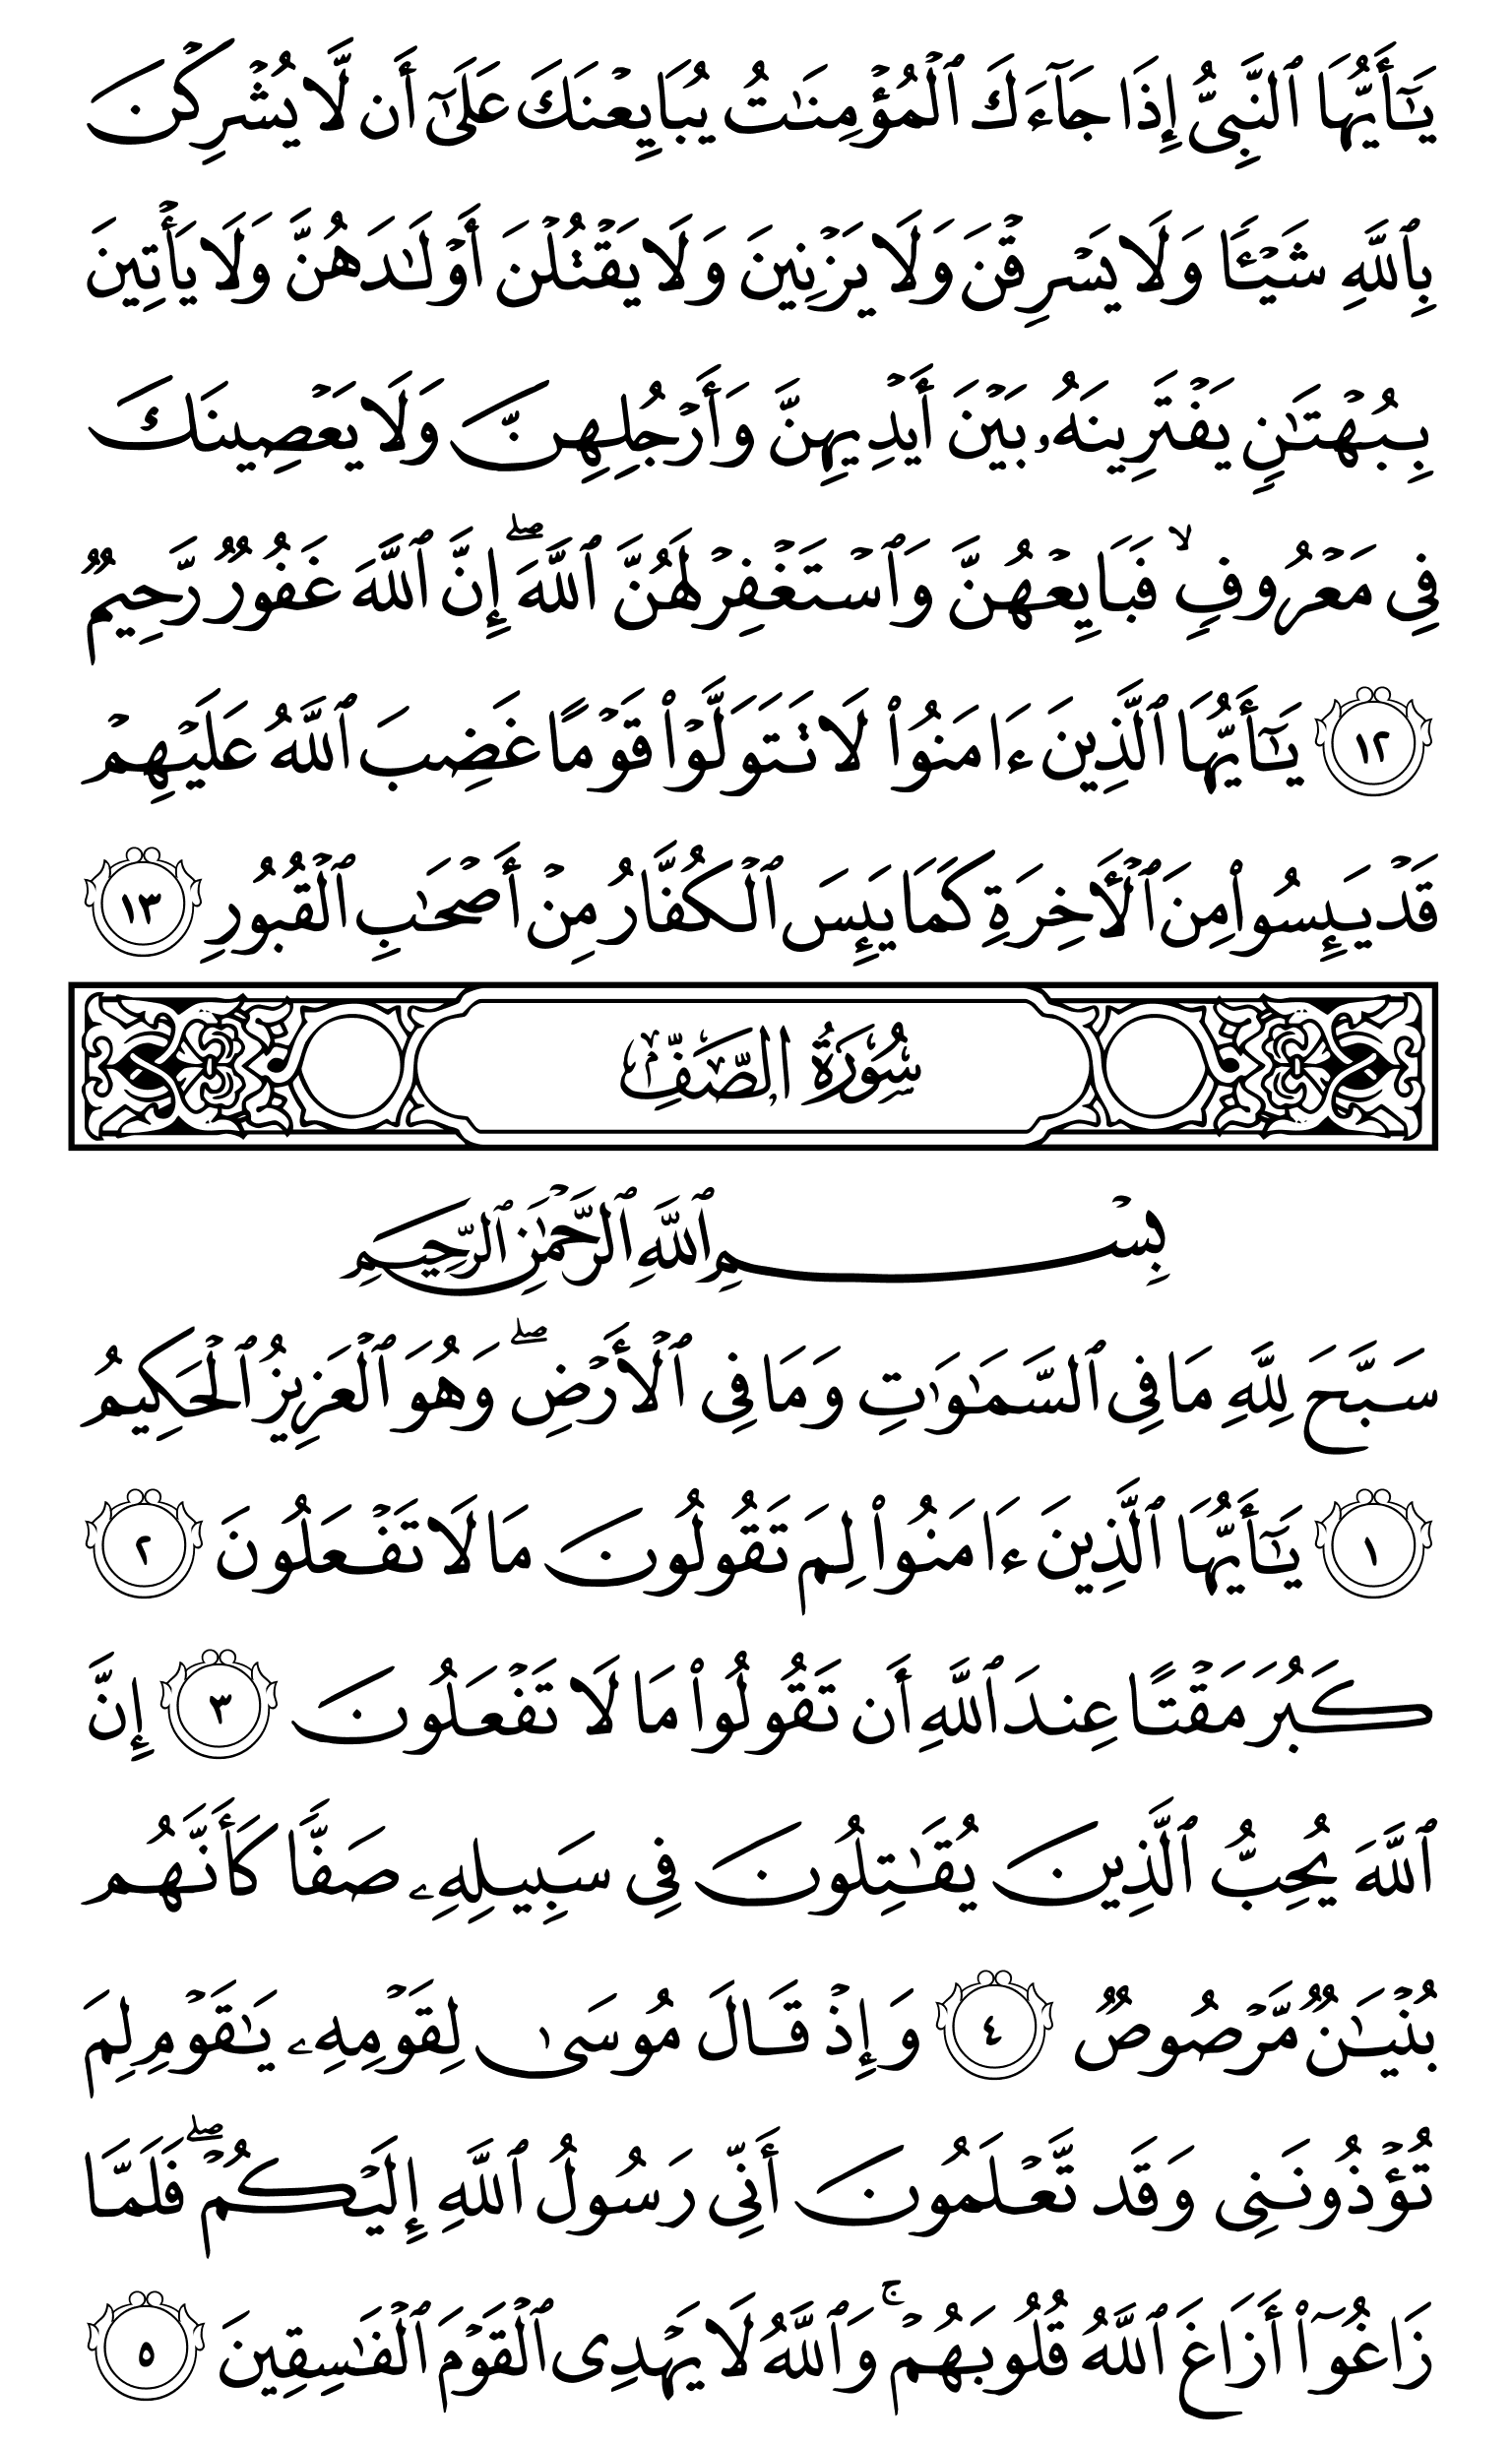 يَـٰٓأَيُّهَا ٱلنَّبِىُّ إِذَا جَآءَكَ ٱلْمُؤْمِنَـٰتُ يُبَايِعْنَكَ عَلَىٰٓ أَن لَّا يُشْرِكْنَ
بِٱللَّهِ شَيْـًٔا وَلَا يَسْرِقْنَ وَلَا يَزْنِينَ وَلَا يَقْتُلْنَ أَوْلَـٰدَهُنَّ وَلَا يَأْتِينَ
بِبُهْتَـٰنٍ يَفْتَرِينَهُۥ بَيْنَ أَيْدِيهِنَّ وَأَرْجُلِهِنَّ وَلَا يَعْصِينَكَ
فِى مَعْرُوفٍ ۙ فَبَايِعْهُنَّ وَٱسْتَغْفِرْ لَهُنَّ ٱللَّهَ ۖ إِنَّ ٱللَّهَ غَفُورٌ رَّحِيمٌ
١٢ يَـٰٓأَيُّهَا ٱلَّذِينَ ءَامَنُوا۟ لَا تَتَوَلَّوْا۟ قَوْمًا غَضِبَ ٱللَّهُ عَلَيْهِمْ
قَدْ يَئِسُوا۟ مِنَ ٱلْـَٔاخِرَةِ كَمَا يَئِسَ ٱلْكُفَّارُ مِنْ أَصْحَـٰبِ ٱلْقُبُورِ ١٣
سُورَةُ الصَّفِّ
بِسْمِ ٱللَّهِ ٱلرَّحْمَـٰنِ ٱلرَّحِيمِ
سَبَّحَ لِلَّهِ مَا فِى ٱلسَّمَـٰوَٰتِ وَمَا فِى ٱلْأَرْضِ ۖ وَهُوَ ٱلْعَزِيزُ ٱلْحَكِيمُ
١ يَـٰٓأَيُّهَا ٱلَّذِينَ ءَامَنُوا۟ لِمَ تَقُولُونَ مَا لَا تَفْعَلُونَ ٢
كَبُرَ مَقْتًا عِندَ ٱللَّهِ أَن تَقُولُوا۟ مَا لَا تَفْعَلُونَ ٣ إِنَّ
ٱللَّهَ يُحِبُّ ٱلَّذِينَ يُقَـٰتِلُونَ فِى سَبِيلِهِۦ صَفًّا كَأَنَّهُم
بُنْيَـٰنٌ مَّرْصُوصٌ ٤ وَإِذْ قَالَ مُوسَىٰ لِقَوْمِهِۦ يَـٰقَوْمِ لِمَ
تُؤْذُونَنِى وَقَد تَّعْلَمُونَ أَنِّى رَسُولُ ٱللَّهِ إِلَيْكُمْ ۖ فَلَمَّا
زَاغُوٓا۟ أَزَاغَ ٱللَّهُ قُلُوبَهُمْ ۚ وَٱللَّهُ لَا يَهْدِى ٱلْقَوْمَ ٱلْفَـٰسِقِينَ ٥